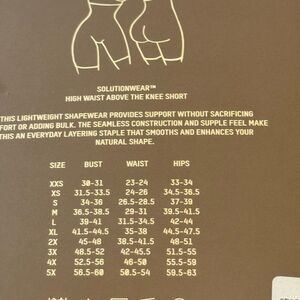 SOLUTIONWEAR™
HIGH WAIST ABOVE THE KNEE SHORT
THIS LIGHTWEIGHT SHAPEWEAR PROVIDES SUPPORT WITHOUT SACRIFICING
FORT OR ADDING BULK. THE SEAMLESS CONSTRUCTION AND SUPPLE FEEL MAKE
THIS AN EVERYDAY LAYERING STAPLE THAT SMOOTHS AND ENHANCES YOUR
NATURAL SHAPE.
SIZE BUST WAIST HIPS
XXS 30-31 23-24 33-34
XS 31.5-33.5 24-26 34.5-36.5
S 34-36 26.5-28.5 37-39
M 36.5-38.5 29-31 39.5-41.5
L 39-41 31.5-34.5 42-44
XL 41.5-44.5 35-38 44.5-47.5
2X 45-48 38.5-41.5 48-51
3X 48.5-52 42-45.5 51.5-55
4X 52.5-56 46-50 55.5-59
5X 56.5-60 50.5-54 59.5-63